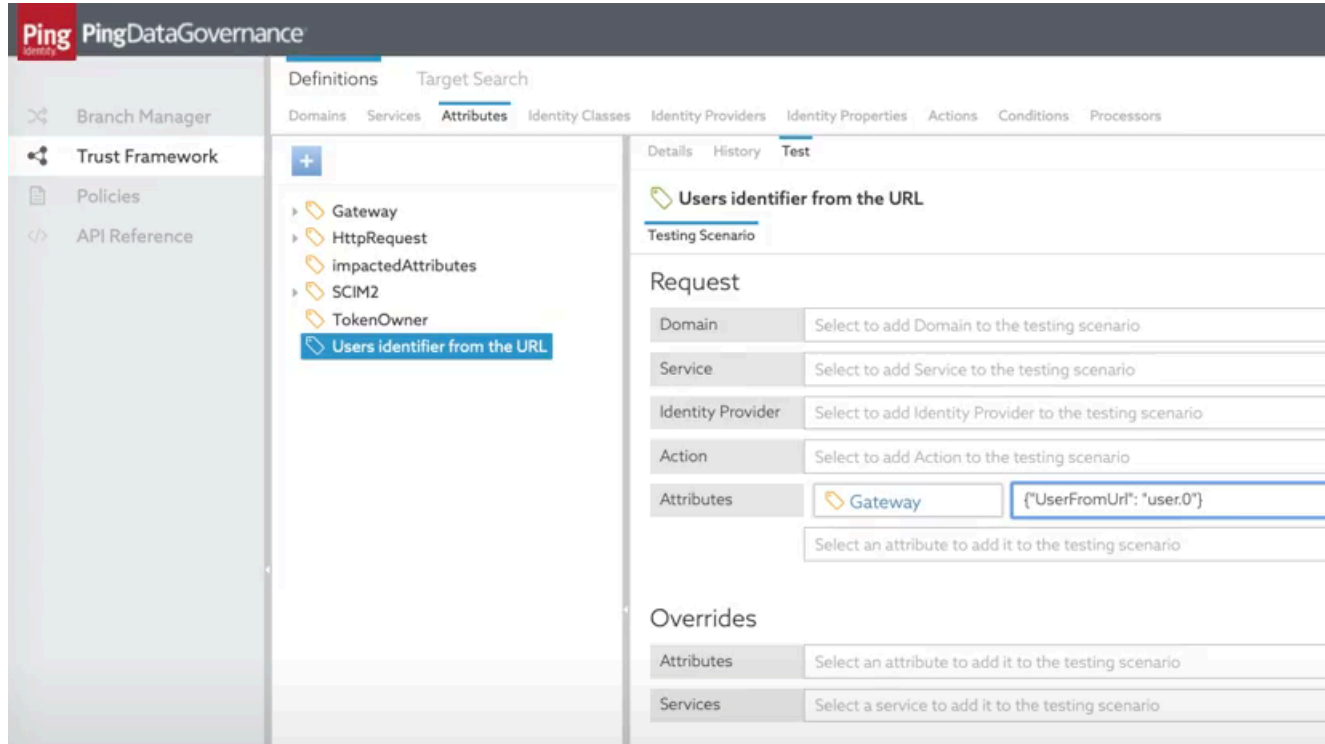 Ping
Identity
PingDataGovernance
Definitions Target Search
Branch Manager
Trust Framework
Policies
API Reference
Domains Services Attributes Identity Classes Identity Providers Identity Properties Actions Conditions Processors
+
Gateway
HttpRequest
impactedAttributes
SCIM2
TokenOwner
Users identifier from the URL
Details History Test
Users identifier from the URL
Testing Scenario
Request
Domain Select to add Domain to the testing scenario
Service Select to add Service to the testing scenario
Identity Provider Select to add Identity Provider to the testing scenario
Action Select to add Action to the testing scenario
Attributes Gateway {"UserFromUrl": "user.0"}
Select an attribute to add it to the testing scenario
Overrides
Attributes Select an attribute to add it to the testing scenario
Services Select a service to add it to the testing scenario